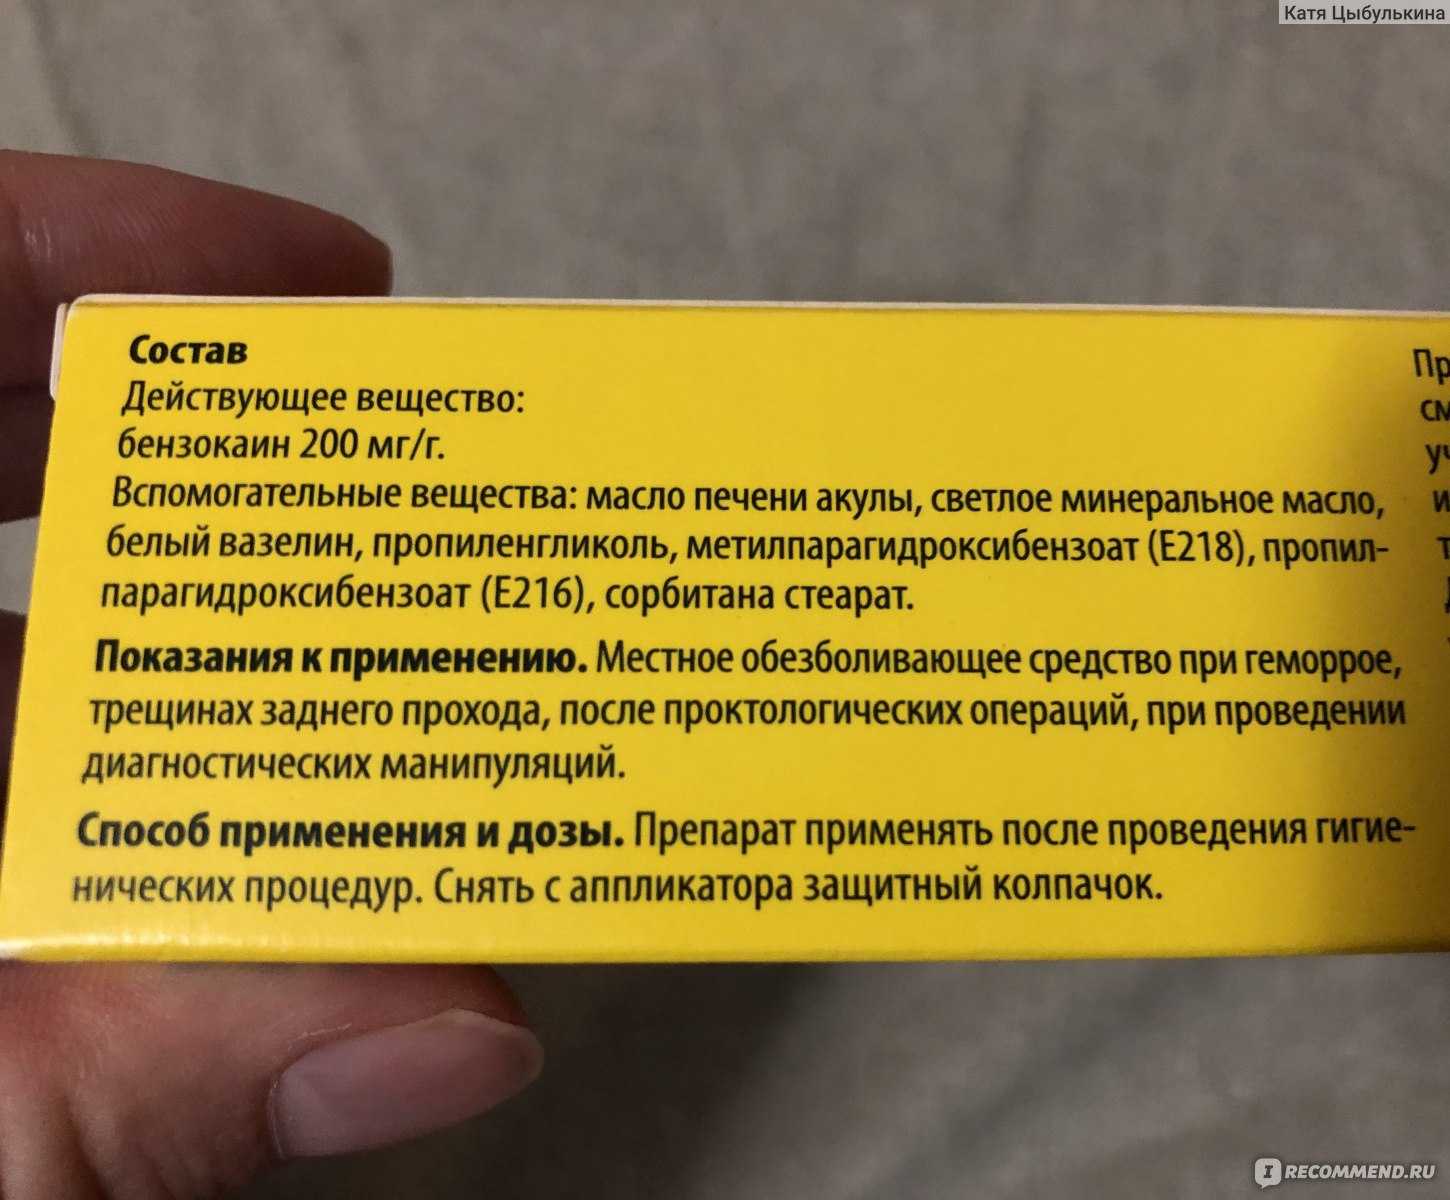 Катя Цыбулькина
Состав
Действующее вещество:
бензокаин 200 мг/г.
Вспомогательные вещества: масло печени акулы, светлое минеральное масло,
белый вазелин, пропиленгликоль, метилпарагидроксибензоат (Е218), пропил-
парагидроксибензоат (Е216), сорбитана стеарат.
Показания к применению. Местное обезболивающее средство при геморрое,
трещинах заднего прохода, после проктологических операций, при проведении
диагностических манипуляций.
Способ применения и дозы. Препарат применять после проведения гигие-
нических процедур. Снять с аппликатора защитный колпачок.
IRECOMMEND.RU